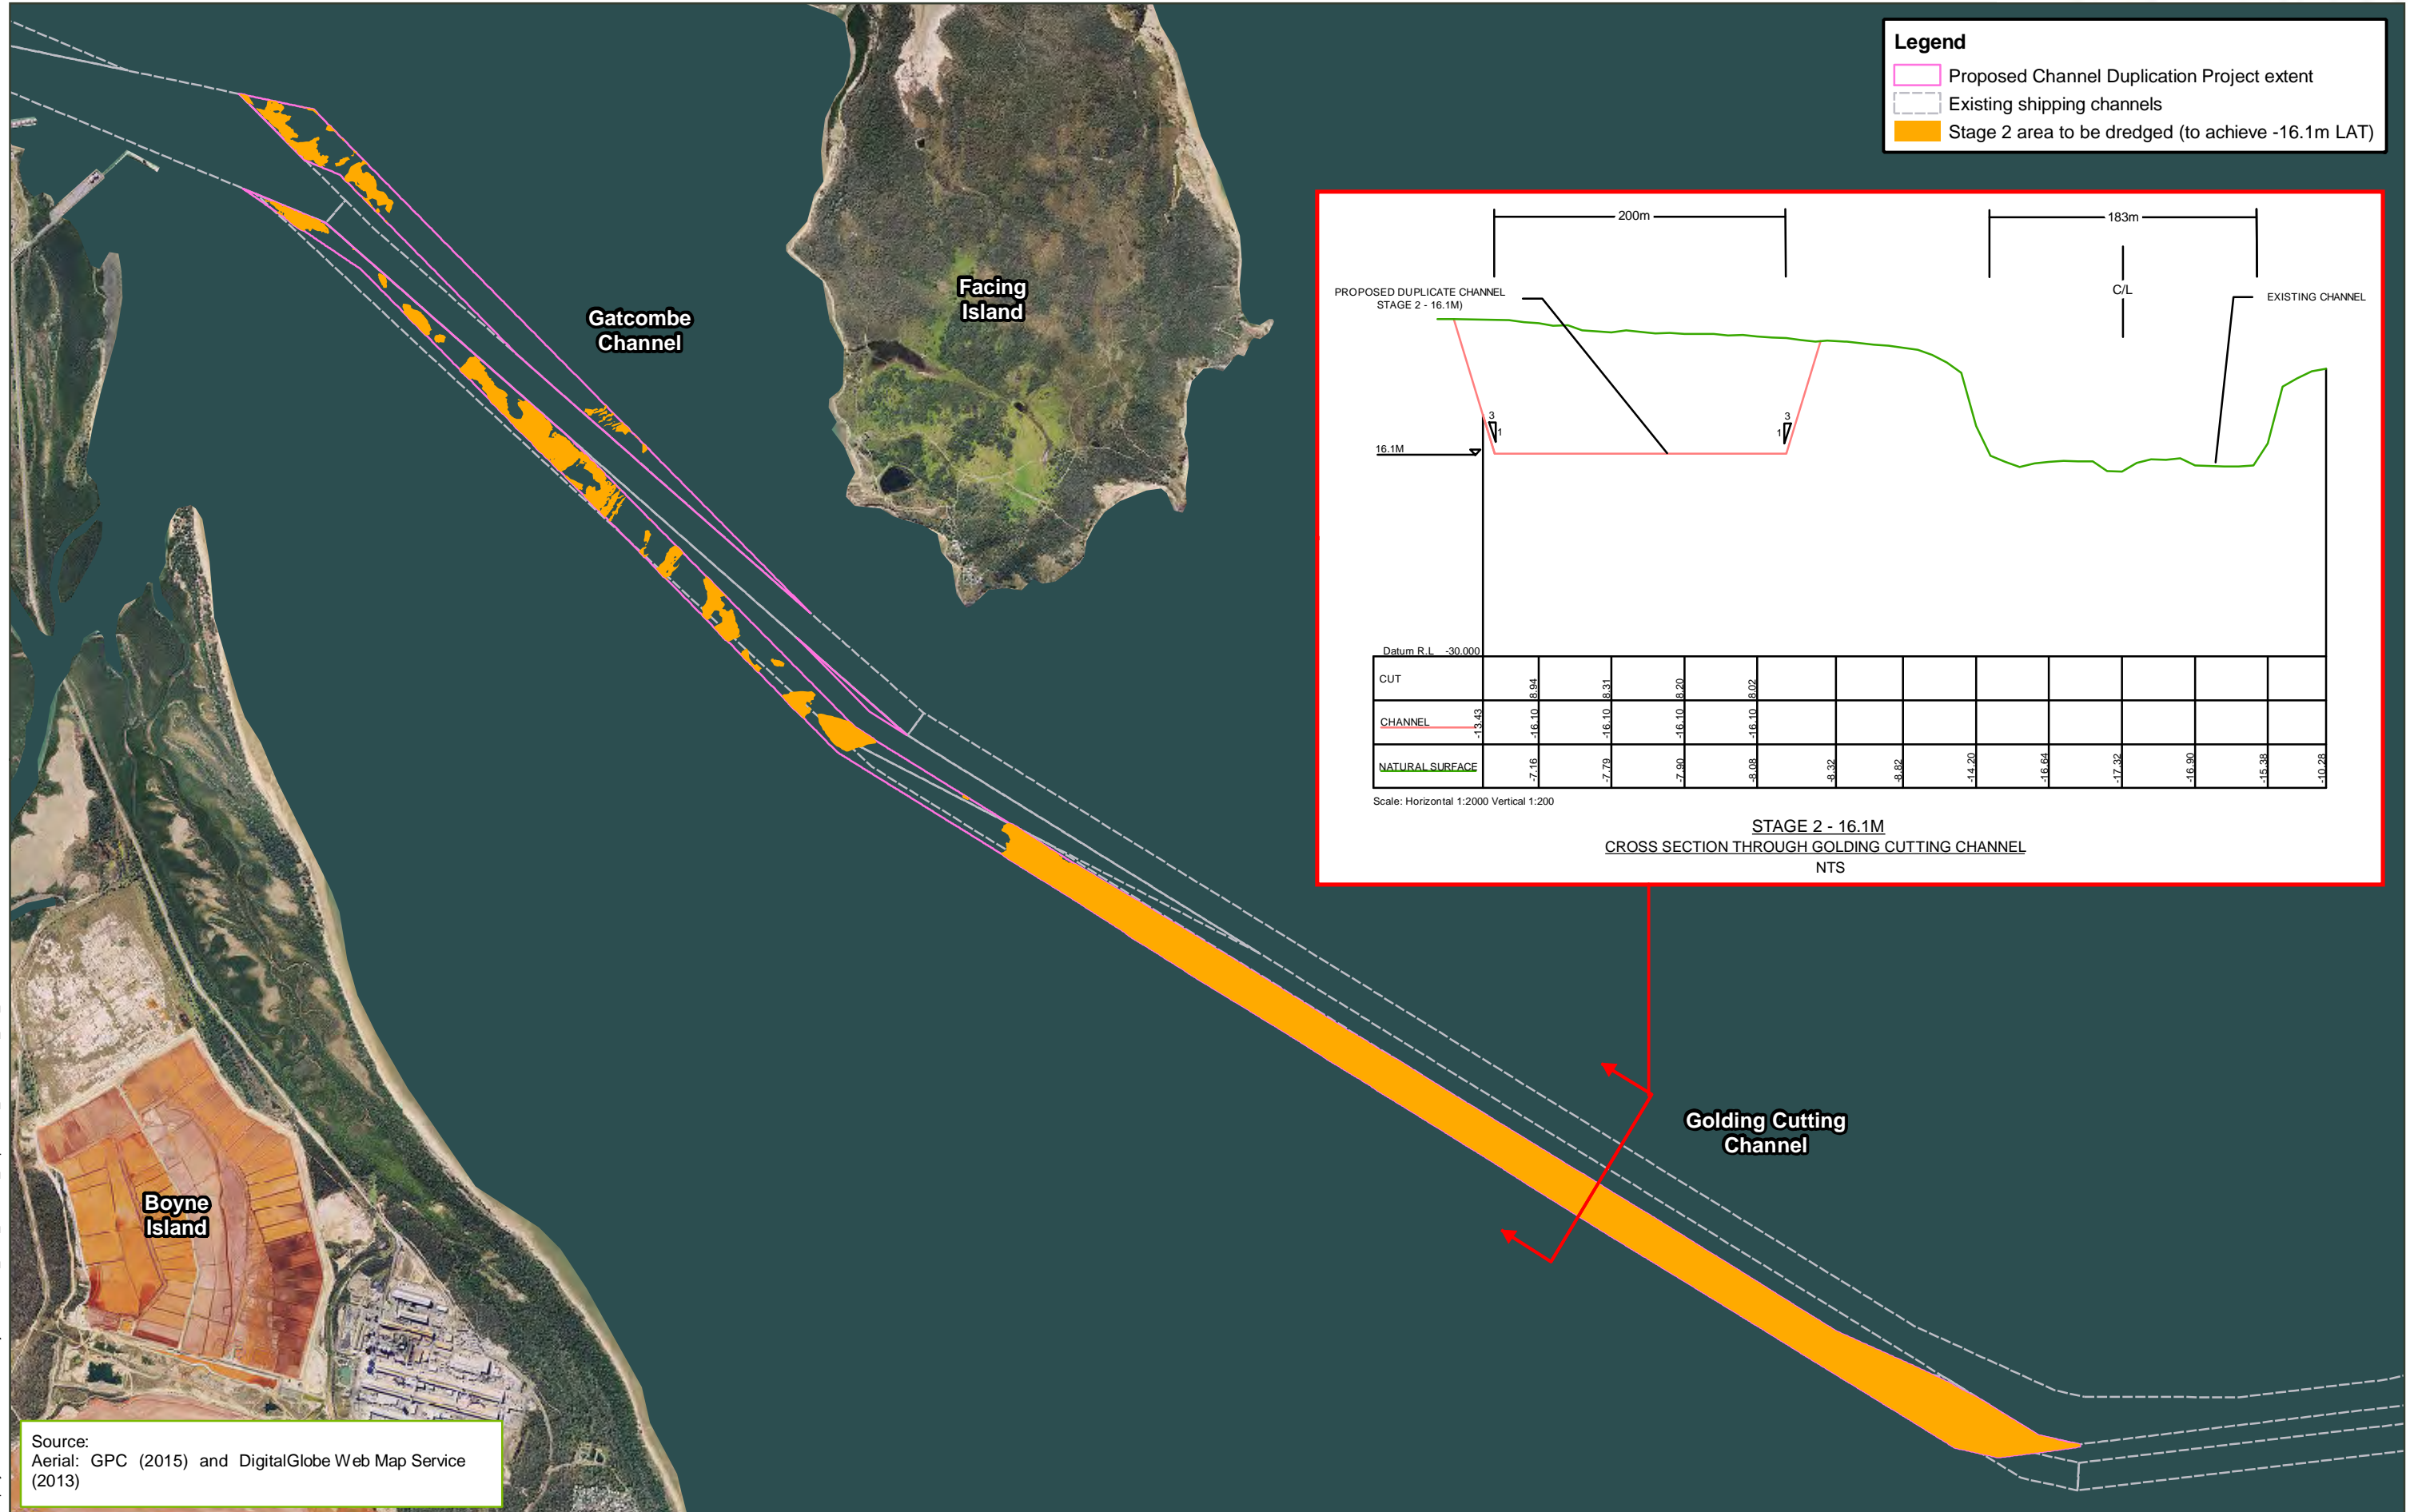 Legend
Proposed Channel Duplication Project extent
Existing shipping channels
Stage 2 area to be dredged (to achieve -16.1m LAT)
200m
183m
PROPOSED DUPLICATE CHANNEL
STAGE 2 - 16.1M)
C/L
EXISTING CHANNEL
3
1
3
1
16.1M
Datum R.L -30.000
CUT
8.94
8.31
8.20
8.02
CHANNEL
-13.43
-16.10
-16.10
-16.10
-16.10
NATURAL SURFACE
-7.16
-7.79
-7.90
-8.08
-8.32
-8.82
-14.20
-16.64
-17.32
-16.90
-15.38
-10.28
Scale: Horizontal 1:2000 Vertical 1:200
STAGE 2 - 16.1M
CROSS SECTION THROUGH GOLDING CUTTING CHANNEL
NTS
Facing
Island
Gatcombe
Channel
Golding Cutting
Channel
Boyne
Island
Source:
Aerial: GPC (2015) and DigitalGlobe Web Map Service
(2013)